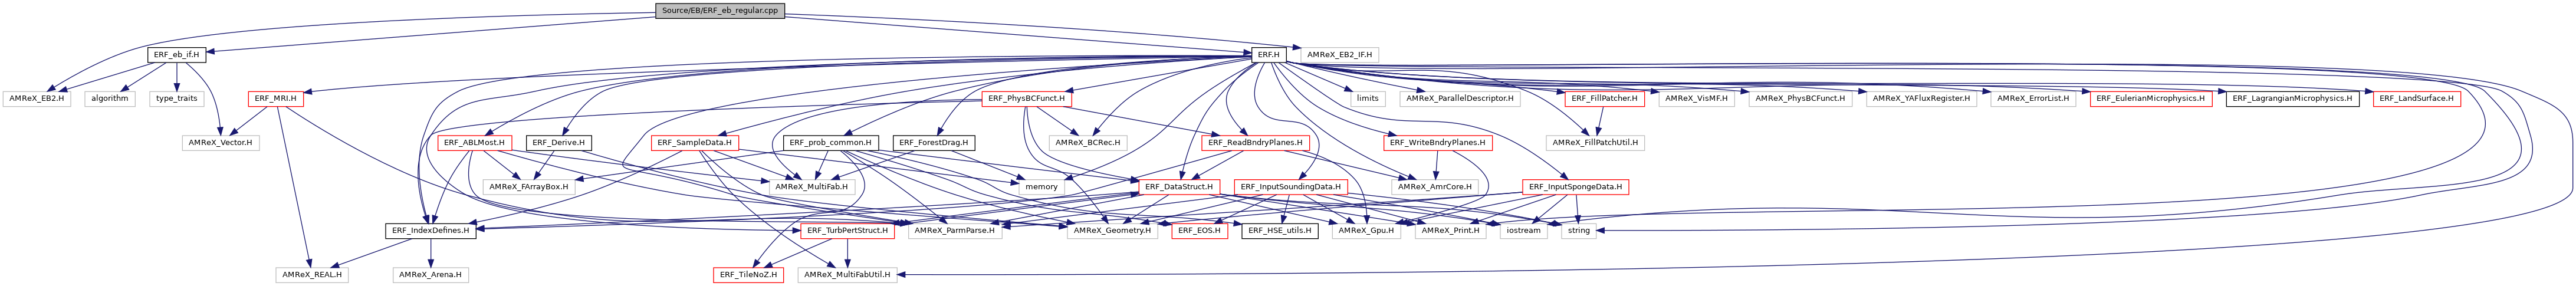 Source/EB/ERF_eb_regular.cpp
ERF_eb_if.H
ERF.H
AMReX_EB2_IF.H
AMReX_EB2.H
algorithm
type_traits
ERF_MRI.H
ERF_PhysBCFunct.H
limits
AMReX_ParallelDescriptor.H
ERF_FillPatcher.H
AMReX_VisMF.H
AMReX_PhysBCFunct.H
AMReX_YAFluxRegister.H
AMReX_ErrorList.H
ERF_EulerianMicrophysics.H
ERF_LagrangianMicrophysics.H
ERF_LandSurface.H
AMReX_Vector.H
ERF_ABLMost.H
ERF_Derive.H
ERF_SampleData.H
ERF_prob_common.H
ERF_ForestDrag.H
AMReX_BCRec.H
ERF_ReadBndryPlanes.H
ERF_WriteBndryPlanes.H
AMReX_FillPatchUtil.H
AMReX_FArrayBox.H
AMReX_MultiFab.H
memory
ERF_DataStruct.H
ERF_InputSoundingData.H
AMReX_AmrCore.H
ERF_InputSpongeData.H
ERF_IndexDefines.H
ERF_TurbPertStruct.H
AMReX_ParmParse.H
AMReX_Geometry.H
ERF_EOS.H
ERF_HSE_utils.H
AMReX_Gpu.H
AMReX_Print.H
iostream
string
AMReX_REAL.H
AMReX_Arena.H
ERF_TileNoZ.H
AMReX_MultiFabUtil.H